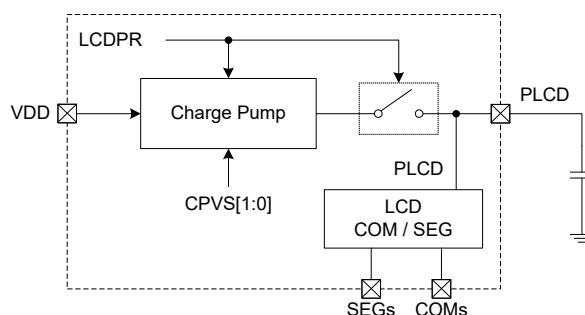 LCDPR
VDD
Charge Pump
PLCD
PLCD
CPVS[1:0]
LCD
COM / SEG
SEGs
COMs